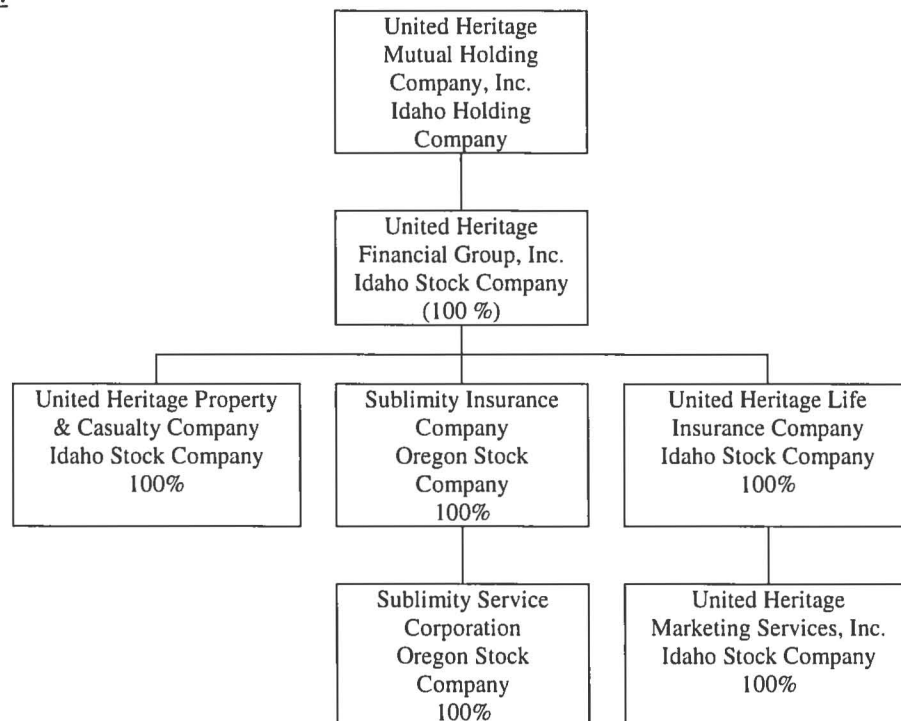 United Heritage
Mutual Holding
Company, Inc.
Idaho Holding
Company
United Heritage
Financial Group, Inc.
Idaho Stock Company
(100 %)
United Heritage Property
& Casualty Company
Idaho Stock Company
100%
Sublimity Insurance
Company
Oregon Stock
Company
100%
United Heritage Life
Insurance Company
Idaho Stock Company
100%
Sublimity Service
Corporation
Oregon Stock
Company
100%
United Heritage
Marketing Services, Inc.
Idaho Stock Company
100%